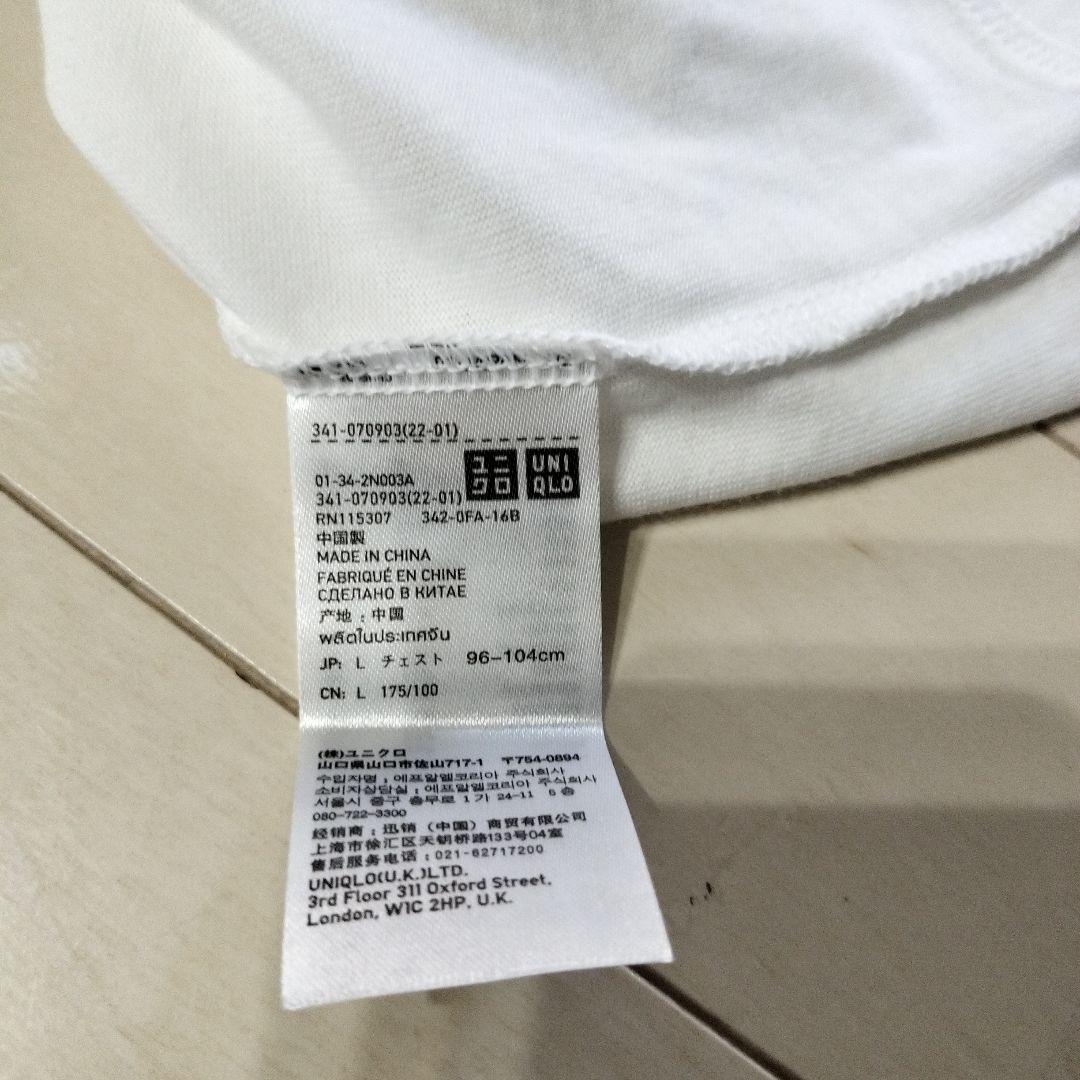 341-070903(22-01)
ユニクロ UNIQLO
01-34-2N003A
341-070903(22-01)
RN115307 342-0FA-16B
中国製
MADE IN CHINA
FABRIQUÉ EN CHINE
СДЕЛАНО В КИТАЕ
产地：中国
ผลิตในประเทศจีน
JP: L チェスト 96-104cm
CN: L 175/100
(株)ユニクロ
山口県山口市佐山717-1 〒754-0894
수입자명 : 에프알엘코리아 주식회사
소비자상담실 : 에프알엘코리아 주식회사
서울시 중구 충무로 1가 24-11 5층
080-722-3300
经销商：迅销（中国）商贸有限公司
上海市徐汇区天钥桥路133号04室
售后服务电话：021-62717200
UNIQLO(U.K.)LTD.
3rd Floor 311 Oxford Street,
London, W1C 2HP, U.K.